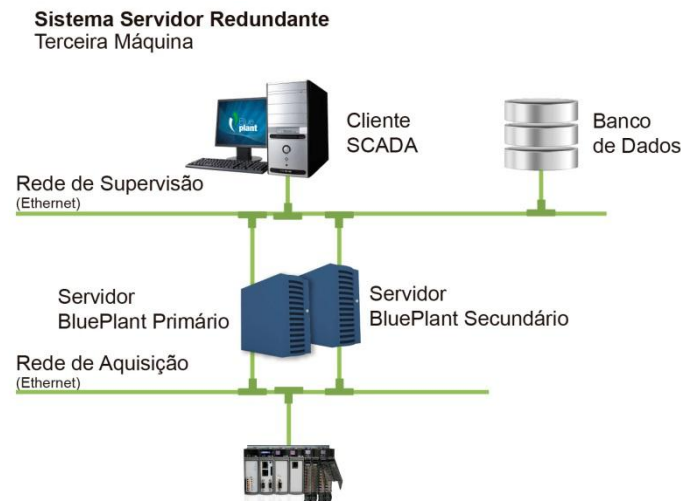 Sistema Servidor Redundante
Terceira Máquina
Cliente
SCADA
Banco
de Dados
plant
Rede de Supervisão
(Ethernet)
Servidor
BluePlant Primário
Servidor
BluePlant Secundário
Rede de Aquisição
(Ethernet)